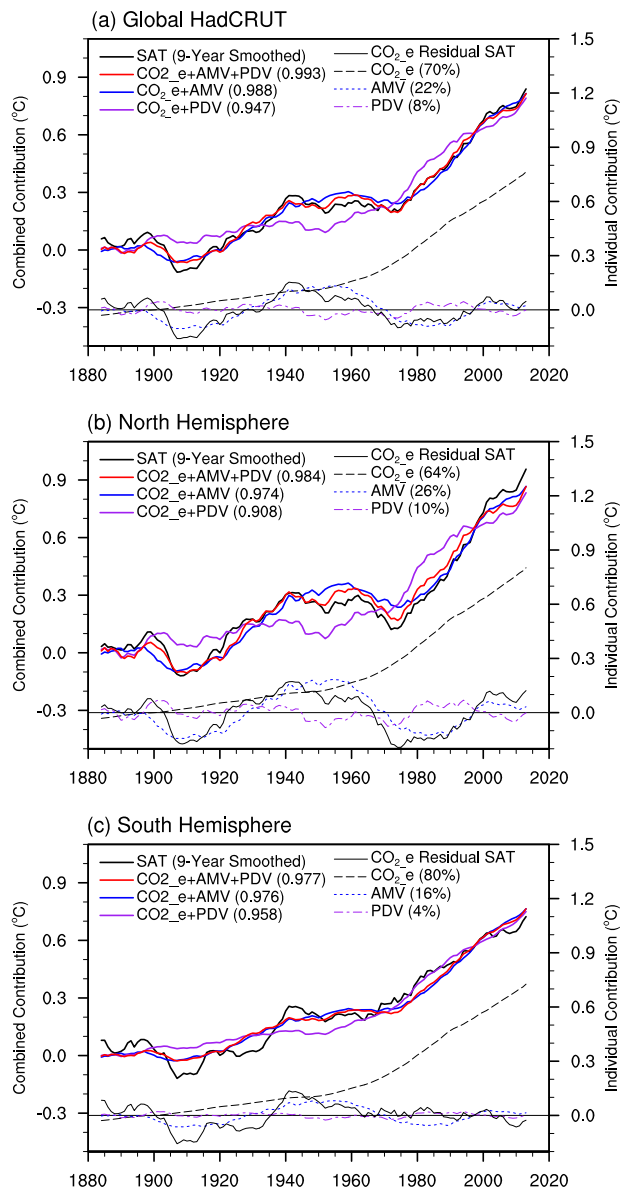 (a) Global HadCRUT
SAT (9-Year Smoothed)
CO2_e+AMV+PDV (0.993)
CO₂_e+AMV (0.988)
CO₂_e+PDV (0.947)
CO₂_e Residual SAT
CO₂_e (70%)
AMV (22%)
PDV (8%)
Combined Contribution (°C)
0.9
0.6
0.3
0.0
-0.3
Individual Contribution (°C)
1.5
1.2
0.9
0.6
0.3
0.0
1880 1900 1920 1940 1960 1980 2000 2020
(b) North Hemisphere
SAT (9-Year Smoothed)
CO2_e+AMV+PDV (0.984)
CO₂_e+AMV (0.974)
CO₂_e+PDV (0.908)
CO₂_e Residual SAT
CO₂_e (64%)
AMV (26%)
PDV (10%)
Combined Contribution (°C)
0.9
0.6
0.3
0.0
-0.3
Individual Contribution (°C)
1.5
1.2
0.9
0.6
0.3
0.0
1880 1900 1920 1940 1960 1980 2000 2020
(c) South Hemisphere
SAT (9-Year Smoothed)
CO2_e+AMV+PDV (0.977)
CO₂_e+AMV (0.976)
CO₂_e+PDV (0.958)
CO₂_e Residual SAT
CO₂_e (80%)
AMV (16%)
PDV (4%)
Combined Contribution (°C)
0.9
0.6
0.3
0.0
-0.3
Individual Contribution (°C)
1.5
1.2
0.9
0.6
0.3
0.0
1880 1900 1920 1940 1960 1980 2000 2020